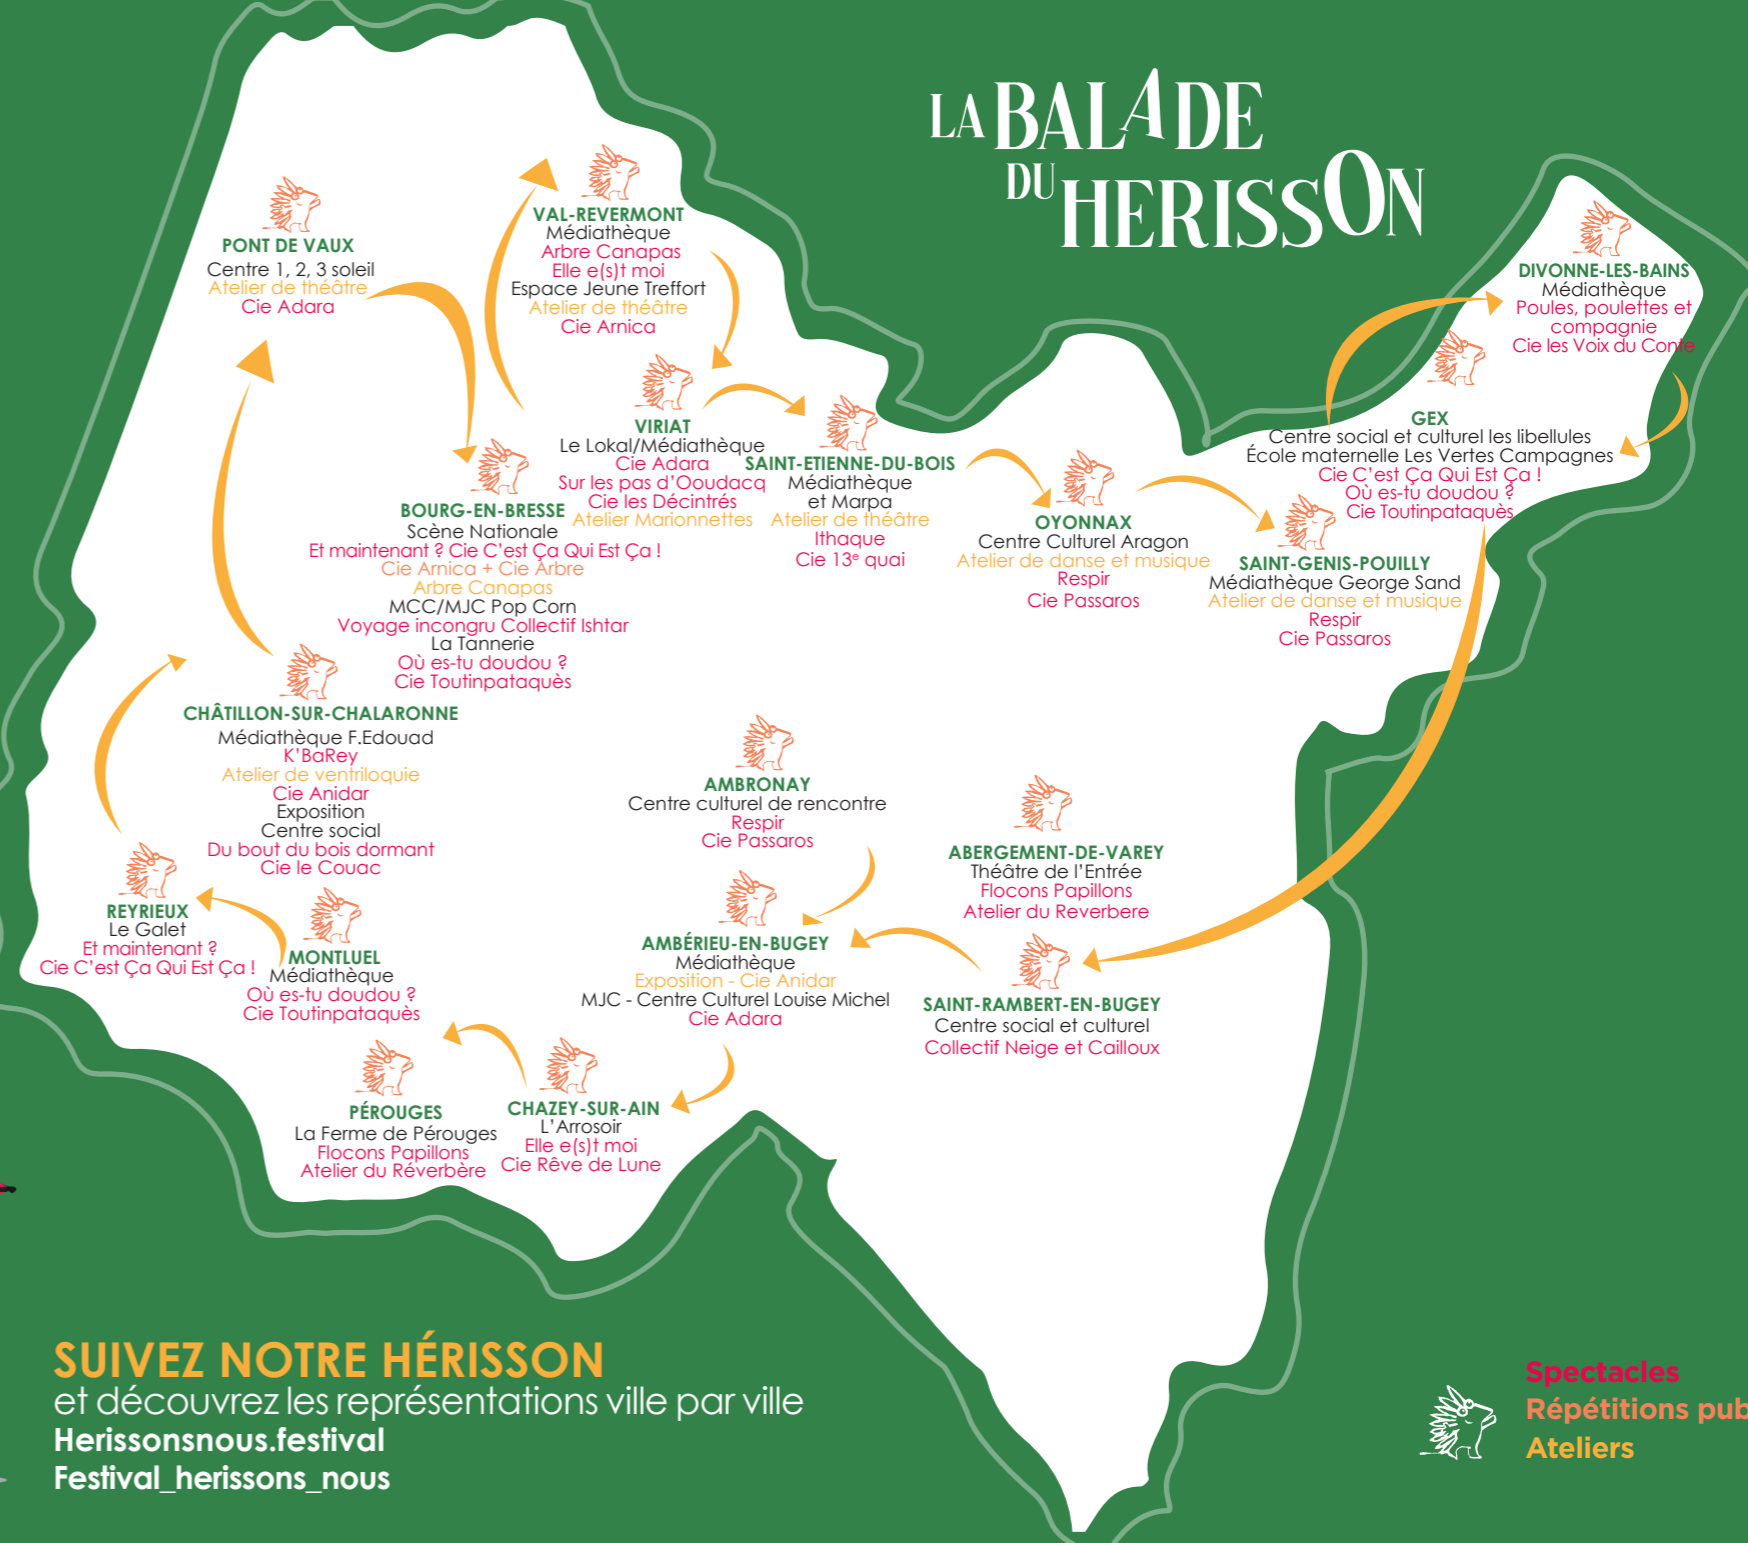 LA BALADE
DU HERISSON
PONT DE VAUX
Centre 1, 2, 3 soleil
Atelier de théâtre
Cie Adara
VAL-REVERMONT
Médiathèque
Arbre Canapas
Elle e(s)t moi
Espace Jeune Treffort
Atelier de théâtre
Cie Arnica
DIVONNE-LES-BAINS
Médiathèque
Poules, poulettes et
compagnie
Cie les Voix du Conte
VIRIAT
Le Lokal/Médiathèque
Cie Adara
Sur les pas d'Ooudacq
Cie les Décintrés
Atelier Marionnettes
SAINT-ETIENNE-DU-BOIS
Médiathèque
et Marpa
Atelier de théâtre
Ithaque
Cie 13e quai
GEX
Centre social et culturel les libellules
École maternelle Les Vertes Campagnes
Cie C'est Ça Qui Est Ça !
Où es-tu doudou ?
Cie Toutinpataquès
BOURG-EN-BRESSE
Scène Nationale
Et maintenant ? Cie C'est Ça Qui Est Ça !
Cie Arnica + Cie Arbre
Arbre Canapas
MCC/MJC Pop Corn
Voyage incongru Collectif Ishtar
La Tannerie
Où es-tu doudou ?
Cie Toutinpataquès
OYONNAX
Centre Culturel Aragon
Atelier de danse et musique
Respir
Cie Passaros
SAINT-GENIS-POUILLY
Médiathèque George Sand
Atelier de danse et musique
Respir
Cie Passaros
CHÂTILLON-SUR-CHALARONNE
Médiathèque F.Edouad
K'BaRey
Atelier de ventriloquie
Cie Anidar
Exposition
Centre social
Du bout du bois dormant
Cie le Couac
AMBRONAY
Centre culturel de rencontre
Respir
Cie Passaros
ABERGEMENT-DE-VAREY
Théâtre de l'Entrée
Flocons Papillons
Atelier du Reverbere
REYRIEUX
Le Galet
Et maintenant ?
Cie C'est Ça Qui Est Ça !
MONTLUEL
Médiathèque
Où es-tu doudou ?
Cie Toutinpataquès
AMBÉRIEU-EN-BUGEY
Médiathèque
Exposition - Cie Anidar
MJC - Centre Culturel Louise Michel
Cie Adara
SAINT-RAMBERT-EN-BUGEY
Centre social et culturel
Collectif Neige et Cailloux
PÉROUGES
La Ferme de Pérouges
Flocons Papillons
Atelier du Réverbère
CHAZEY-SUR-AIN
L'Arrosoir
Elle e(s)t moi
Cie Rêve de Lune
SUIVEZ NOTRE HÉRISSON
et découvrez les représentations ville par ville
Herissonsnous.festival
Festival_herissons_nous
Spectacles
Répétitions pub
Ateliers